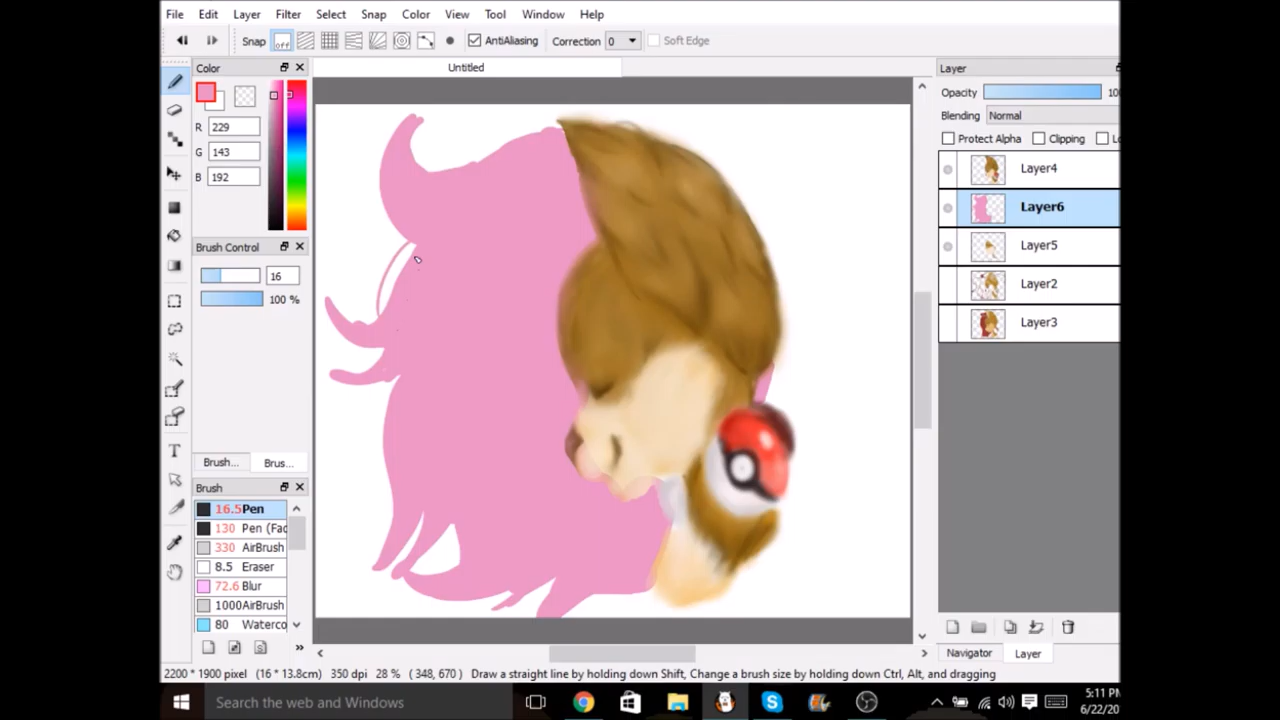 File Edit Layer Filter Select Snap Color View Tool Window Help
Snap off AntiAliasing Correction 0 Soft Edge
Color
Untitled
Layer
R 229
G 143
B 192
Opacity 10
Blending Normal
Protect Alpha Clipping Lo
Layer4
Layer6
Layer5
Layer2
Layer3
Brush Control
16
100 %
Brush... Brus...
Brush
16.5 Pen
130 Pen (Fac
330 AirBrush
8.5 Eraser
72.6 Blur
1000 AirBrush
80 Waterco
Navigator Layer
2200 * 1900 pixel (16 * 13.8cm) 350 dpi 28 % ( 348, 670) Draw a straight line by holding down Shift, Change a brush size by holding down Ctrl, Alt, and dragging
Search the web and Windows
5:11 PM
6/22/20